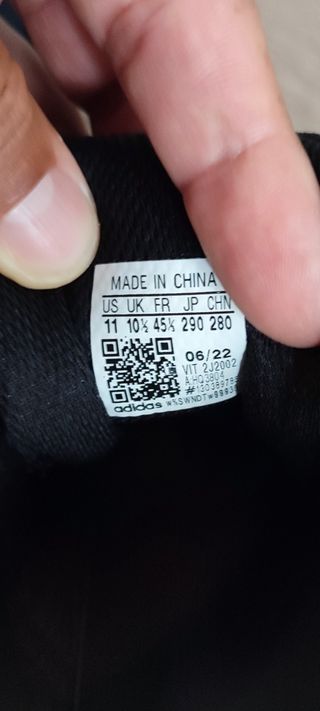 MADE IN CHINA
US UK FR JP CHN
11 10½ 45⅓ 290 280
06/22
VIT 2J2002
A.HQ3804
adidas